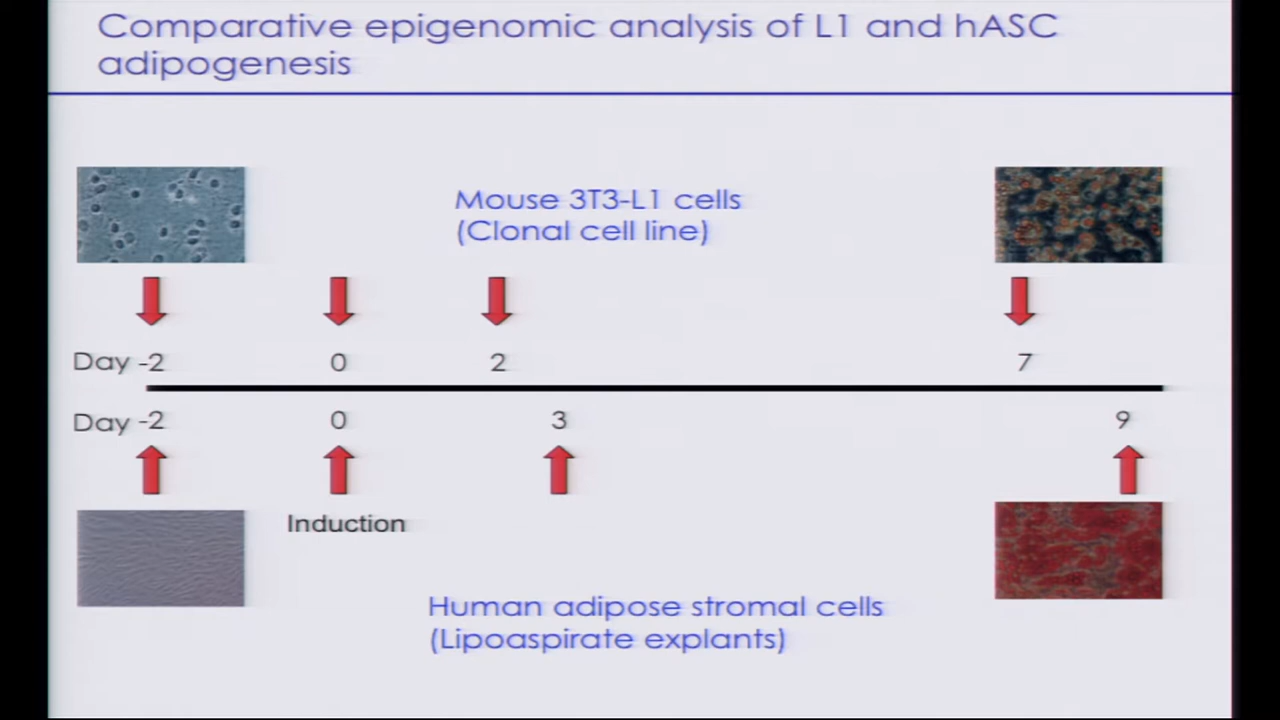 Comparative epigenomic analysis of L1 and hASC
adipogenesis
Mouse 3T3-L1 cells
(Clonal cell line)
Day -2 0 2 7
Day -2 0 3 9
Induction
Human adipose stromal cells
(Lipoaspirate explants)